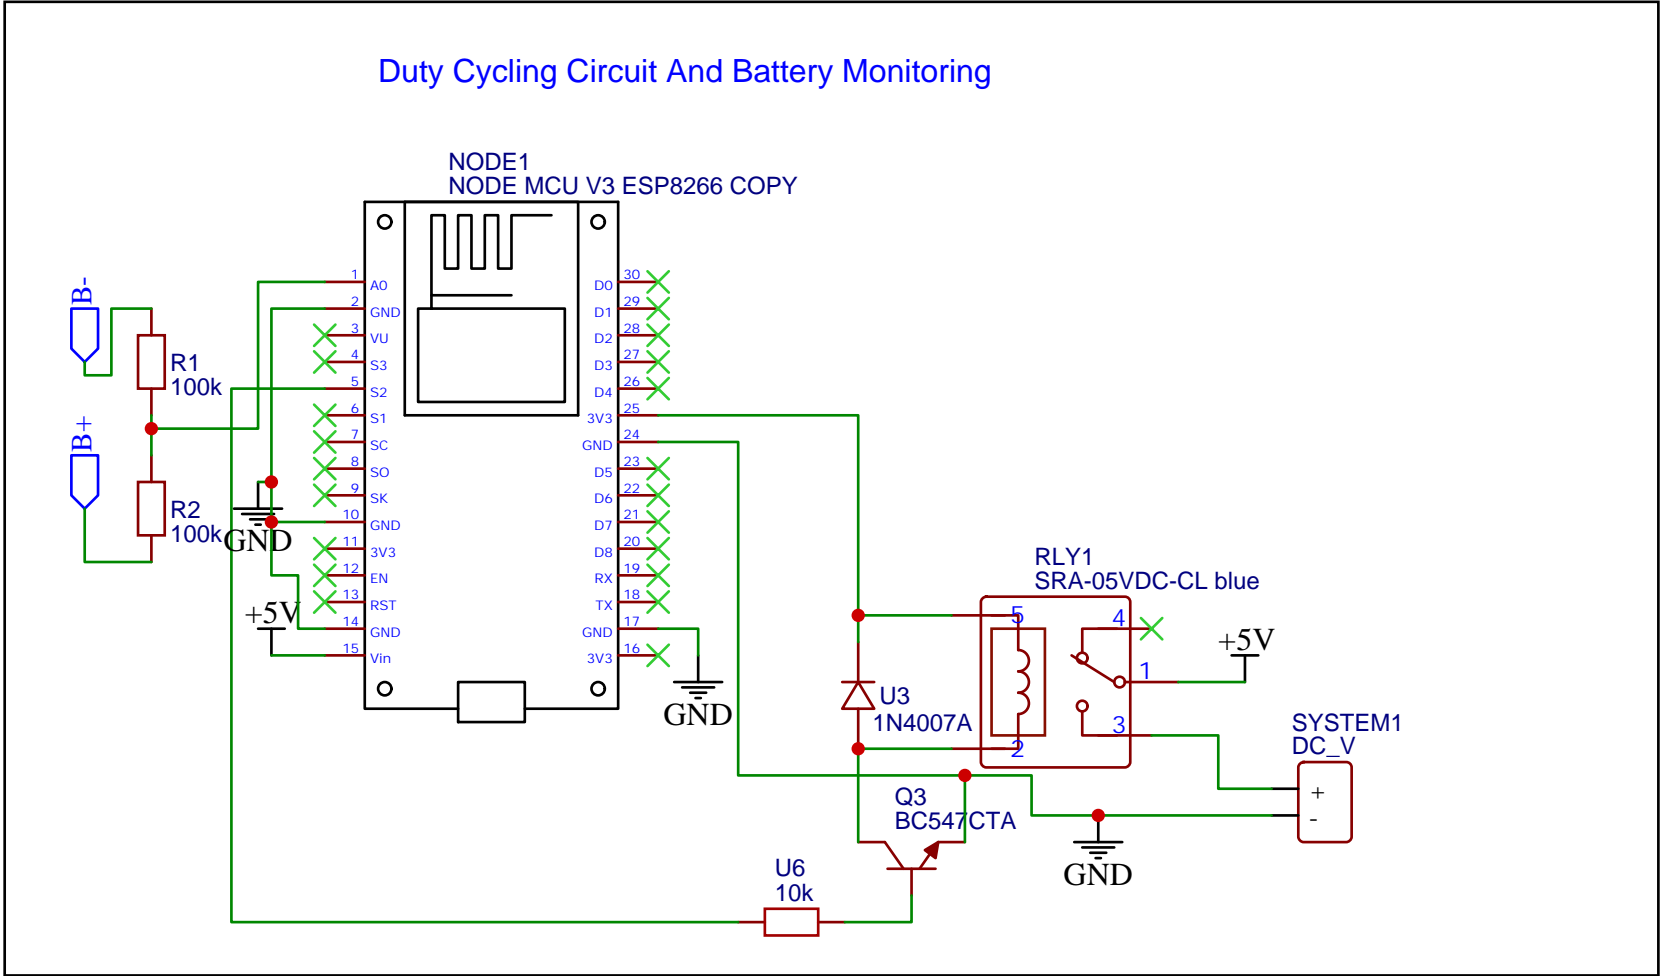 Duty Cycling Circuit And Battery Monitoring
NODE1
NODE MCU V3 ESP8266 COPY
B-
R1
100k
B+
R2
100k
GND
+5V
1
A0
2
GND
3
VU
4
S3
5
S2
6
S1
7
SC
8
SO
9
SK
10
GND
11
3V3
12
EN
13
RST
14
GND
15
Vin
30
D0
29
D1
28
D2
27
D3
26
D4
25
3V3
24
GND
23
D5
22
D6
21
D7
20
D8
19
RX
18
TX
17
GND
16
3V3
GND
U3
1N4007A
RLY1
SRA-05VDC-CL blue
5
4
1
3
2
+5V
SYSTEM1
DC_V
+
-
GND
Q3
BC547CTA
U6
10k